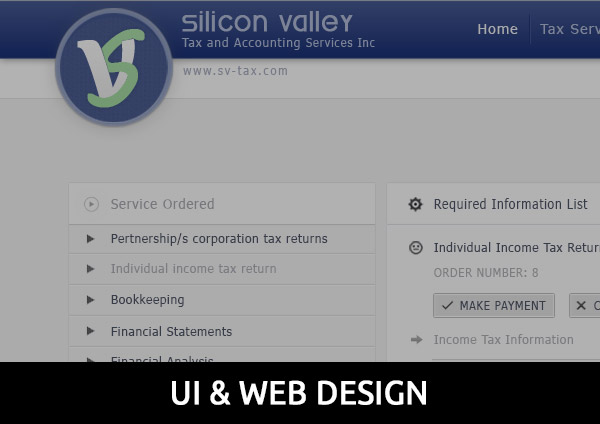 silicon valley
Tax and Accounting Services Inc
Home
Tax Serv
www.sv-tax.com
VS
Service Ordered
Pertnership/s corporation tax returns
Individual income tax return
Bookkeeping
Financial Statements
Financial Analysis
Required Information List
Individual Income Tax Retur
ORDER NUMBER: 8
MAKE PAYMENT
Income Tax Information
UI & WEB DESIGN